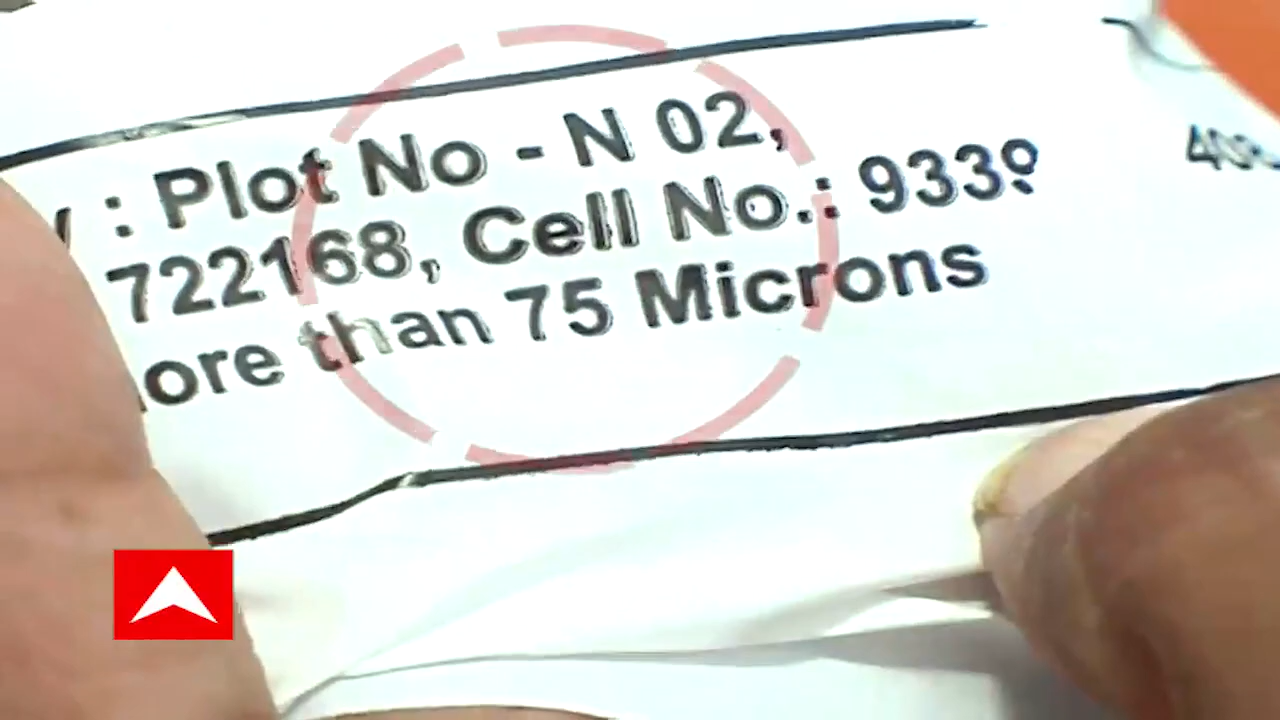 : Plot No - N 02,
722168, Cell No.: 933
ore than 75 Microns